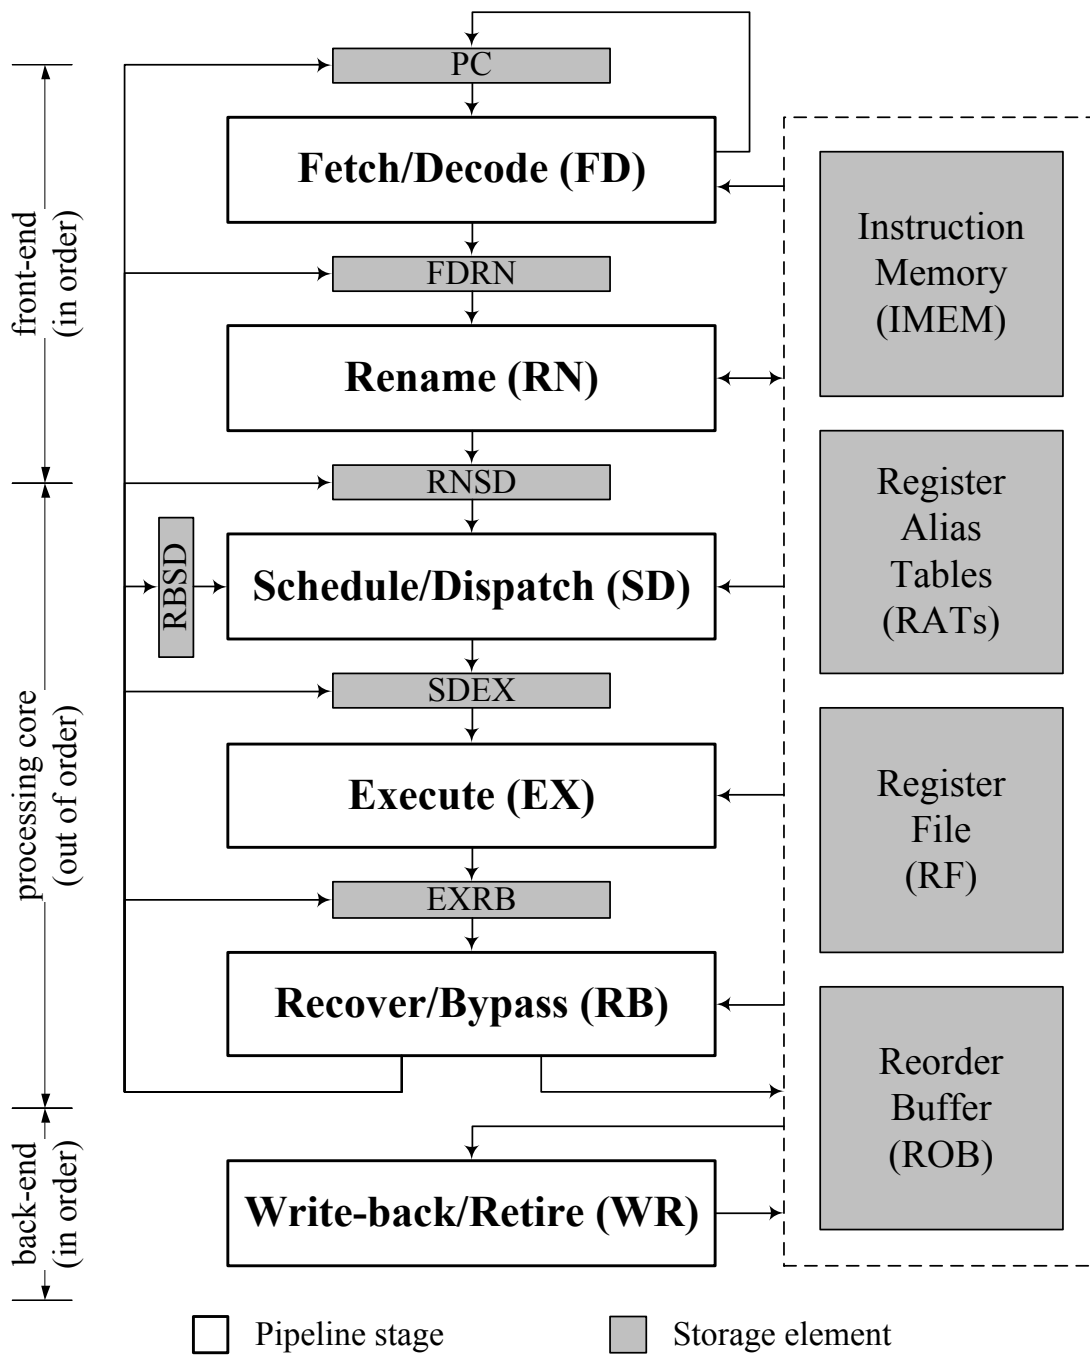 PC
Fetch/Decode (FD)
FDRN
Rename (RN)
RNSD
RBSD
Schedule/Dispatch (SD)
SDEX
Execute (EX)
EXRB
Recover/Bypass (RB)
Write-back/Retire (WR)
front-end
(in order)
processing core
(out of order)
back-end
(in order)
Instruction
Memory
(IMEM)
Register
Alias
Tables
(RATs)
Register
File
(RF)
Reorder
Buffer
(ROB)
Pipeline stage
Storage element